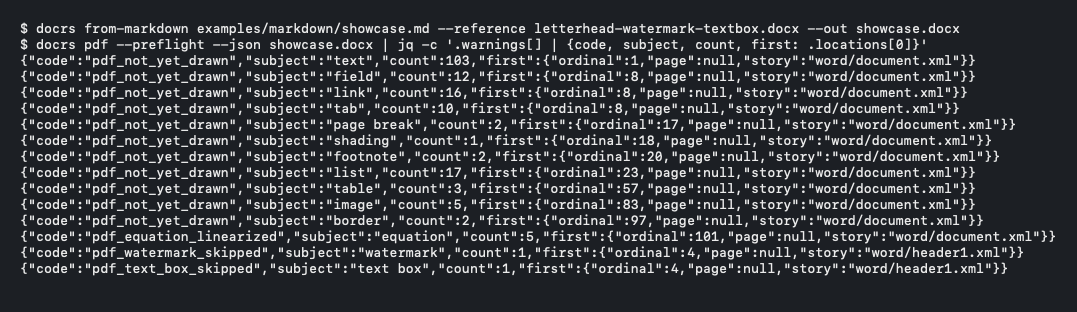 $ docrs from-markdown examples/markdown/showcase.md --reference letterhead-watermark-textbox.docx --out showcase.docx
$ docrs pdf --preflight --json showcase.docx | jq -c '.warnings[] | {code, subject, count, first: .locations[0]}'
{"code":"pdf_not_yet_drawn","subject":"text","count":103,"first":{"ordinal":1,"page":null,"story":"word/document.xml"}}
{"code":"pdf_not_yet_drawn","subject":"field","count":12,"first":{"ordinal":8,"page":null,"story":"word/document.xml"}}
{"code":"pdf_not_yet_drawn","subject":"link","count":16,"first":{"ordinal":8,"page":null,"story":"word/document.xml"}}
{"code":"pdf_not_yet_drawn","subject":"tab","count":10,"first":{"ordinal":8,"page":null,"story":"word/document.xml"}}
{"code":"pdf_not_yet_drawn","subject":"page break","count":2,"first":{"ordinal":17,"page":null,"story":"word/document.xml"}}
{"code":"pdf_not_yet_drawn","subject":"shading","count":1,"first":{"ordinal":18,"page":null,"story":"word/document.xml"}}
{"code":"pdf_not_yet_drawn","subject":"footnote","count":2,"first":{"ordinal":20,"page":null,"story":"word/document.xml"}}
{"code":"pdf_not_yet_drawn","subject":"list","count":17,"first":{"ordinal":23,"page":null,"story":"word/document.xml"}}
{"code":"pdf_not_yet_drawn","subject":"table","count":3,"first":{"ordinal":57,"page":null,"story":"word/document.xml"}}
{"code":"pdf_not_yet_drawn","subject":"image","count":5,"first":{"ordinal":83,"page":null,"story":"word/document.xml"}}
{"code":"pdf_not_yet_drawn","subject":"border","count":2,"first":{"ordinal":97,"page":null,"story":"word/document.xml"}}
{"code":"pdf_equation_linearized","subject":"equation","count":5,"first":{"ordinal":101,"page":null,"story":"word/document.xml"}}
{"code":"pdf_watermark_skipped","subject":"watermark","count":1,"first":{"ordinal":4,"page":null,"story":"word/header1.xml"}}
{"code":"pdf_text_box_skipped","subject":"text box","count":1,"first":{"ordinal":4,"page":null,"story":"word/header1.xml"}}